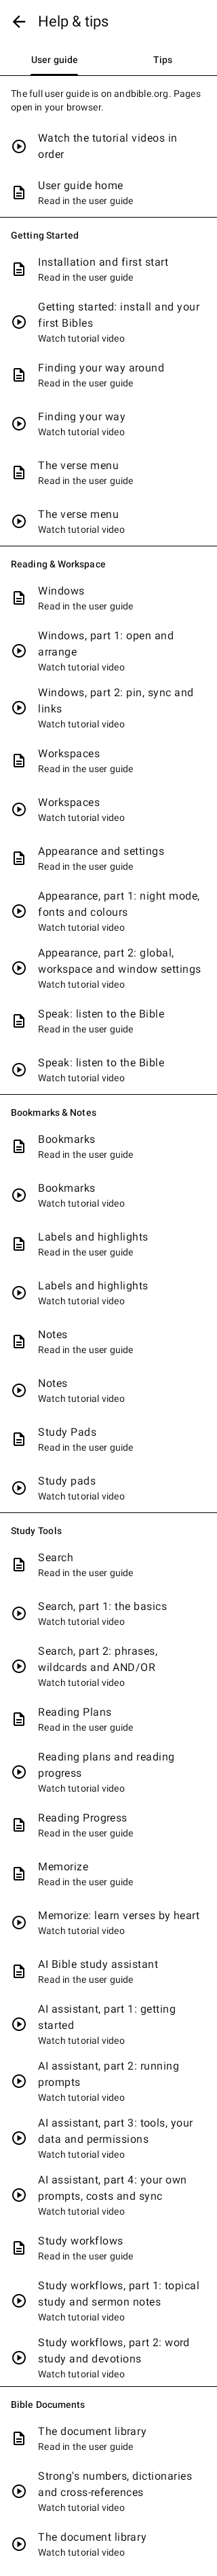 Help & tips
User guide
Tips
The full user guide is on andbible.org. Pages
open in your browser.
Watch the tutorial videos in
order
User guide home
Read in the user guide
Getting Started
Installation and first start
Read in the user guide
Getting started: install and your
first Bibles
Watch tutorial video
Finding your way around
Read in the user guide
Finding your way
Watch tutorial video
The verse menu
Read in the user guide
The verse menu
Watch tutorial video
Reading & Workspace
Windows
Read in the user guide
Windows, part 1: open and
arrange
Watch tutorial video
Windows, part 2: pin, sync and
links
Watch tutorial video
Workspaces
Read in the user guide
Workspaces
Watch tutorial video
Appearance and settings
Read in the user guide
Appearance, part 1: night mode,
fonts and colours
Watch tutorial video
Appearance, part 2: global,
workspace and window settings
Watch tutorial video
Speak: listen to the Bible
Read in the user guide
Speak: listen to the Bible
Watch tutorial video
Bookmarks & Notes
Bookmarks
Read in the user guide
Bookmarks
Watch tutorial video
Labels and highlights
Read in the user guide
Labels and highlights
Watch tutorial video
Notes
Read in the user guide
Notes
Watch tutorial video
Study Pads
Read in the user guide
Study pads
Watch tutorial video
Study Tools
Search
Read in the user guide
Search, part 1: the basics
Watch tutorial video
Search, part 2: phrases,
wildcards and AND/OR
Watch tutorial video
Reading Plans
Read in the user guide
Reading plans and reading
progress
Watch tutorial video
Reading Progress
Read in the user guide
Memorize
Read in the user guide
Memorize: learn verses by heart
Watch tutorial video
AI Bible study assistant
Read in the user guide
AI assistant, part 1: getting
started
Watch tutorial video
AI assistant, part 2: running
prompts
Watch tutorial video
AI assistant, part 3: tools, your
data and permissions
Watch tutorial video
AI assistant, part 4: your own
prompts, costs and sync
Watch tutorial video
Study workflows
Read in the user guide
Study workflows, part 1: topical
study and sermon notes
Watch tutorial video
Study workflows, part 2: word
study and devotions
Watch tutorial video
Bible Documents
The document library
Read in the user guide
Strong's numbers, dictionaries
and cross-references
Watch tutorial video
The document library
Watch tutorial video